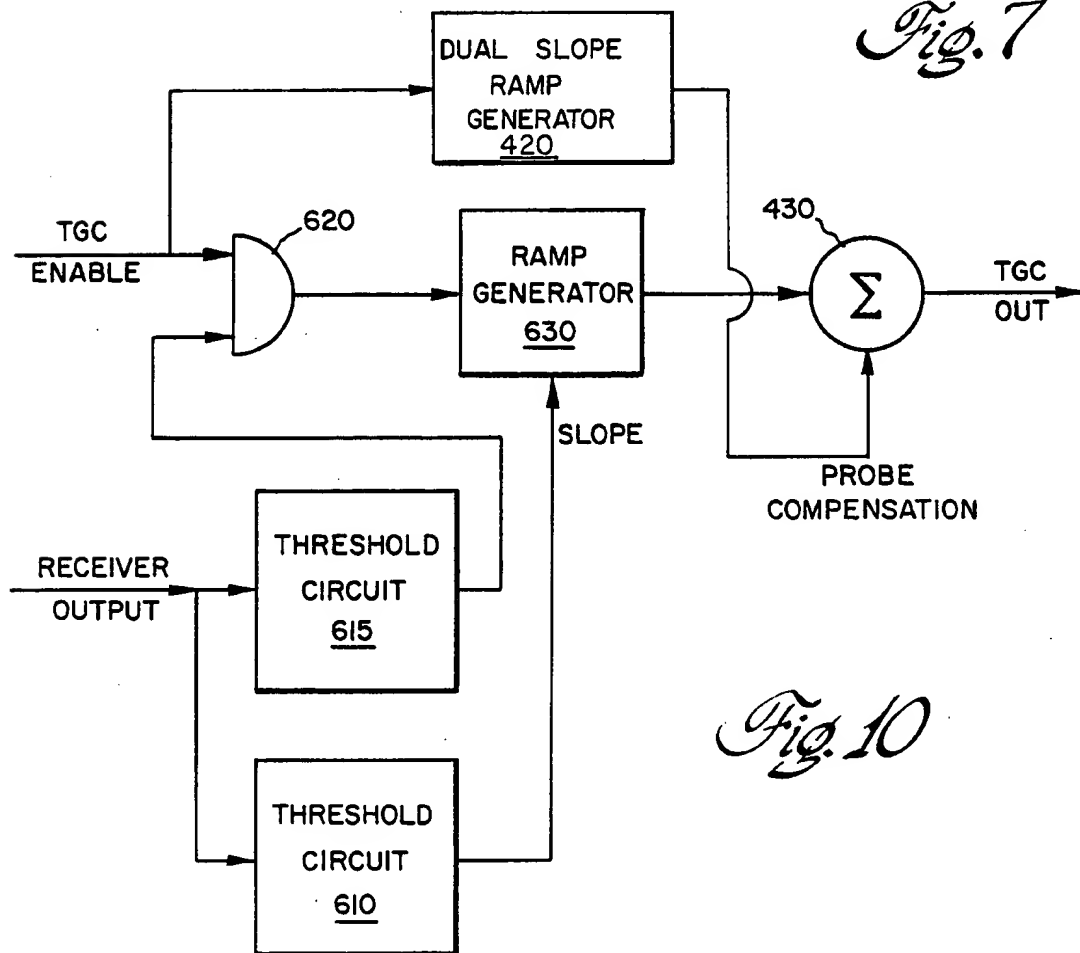 Fig. 7
DUAL SLOPE
RAMP
GENERATOR
420
TGC
ENABLE
620
RAMP
GENERATOR
630
430
Σ
TGC
OUT
SLOPE
PROBE
COMPENSATION
RECEIVER
OUTPUT
THRESHOLD
CIRCUIT
615
THRESHOLD
CIRCUIT
610
Fig. 10